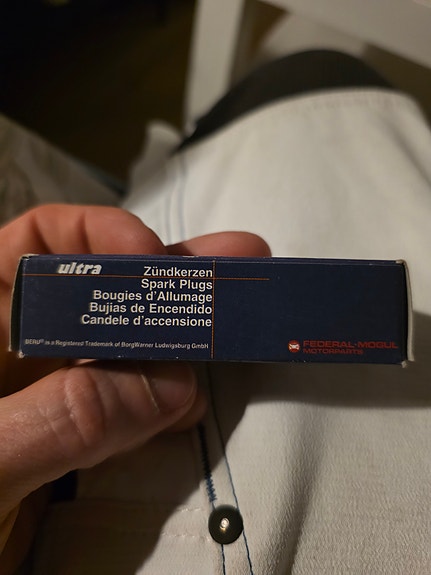 ultra
Zündkerzen
Spark Plugs
Bougies d'Allumage
Bujias de Encendido
Candele d'accensione
BERU® is a Registered Trademark of BorgWarner Ludwigsburg GmbH
FEDERAL-MOGUL
MOTORPARTS